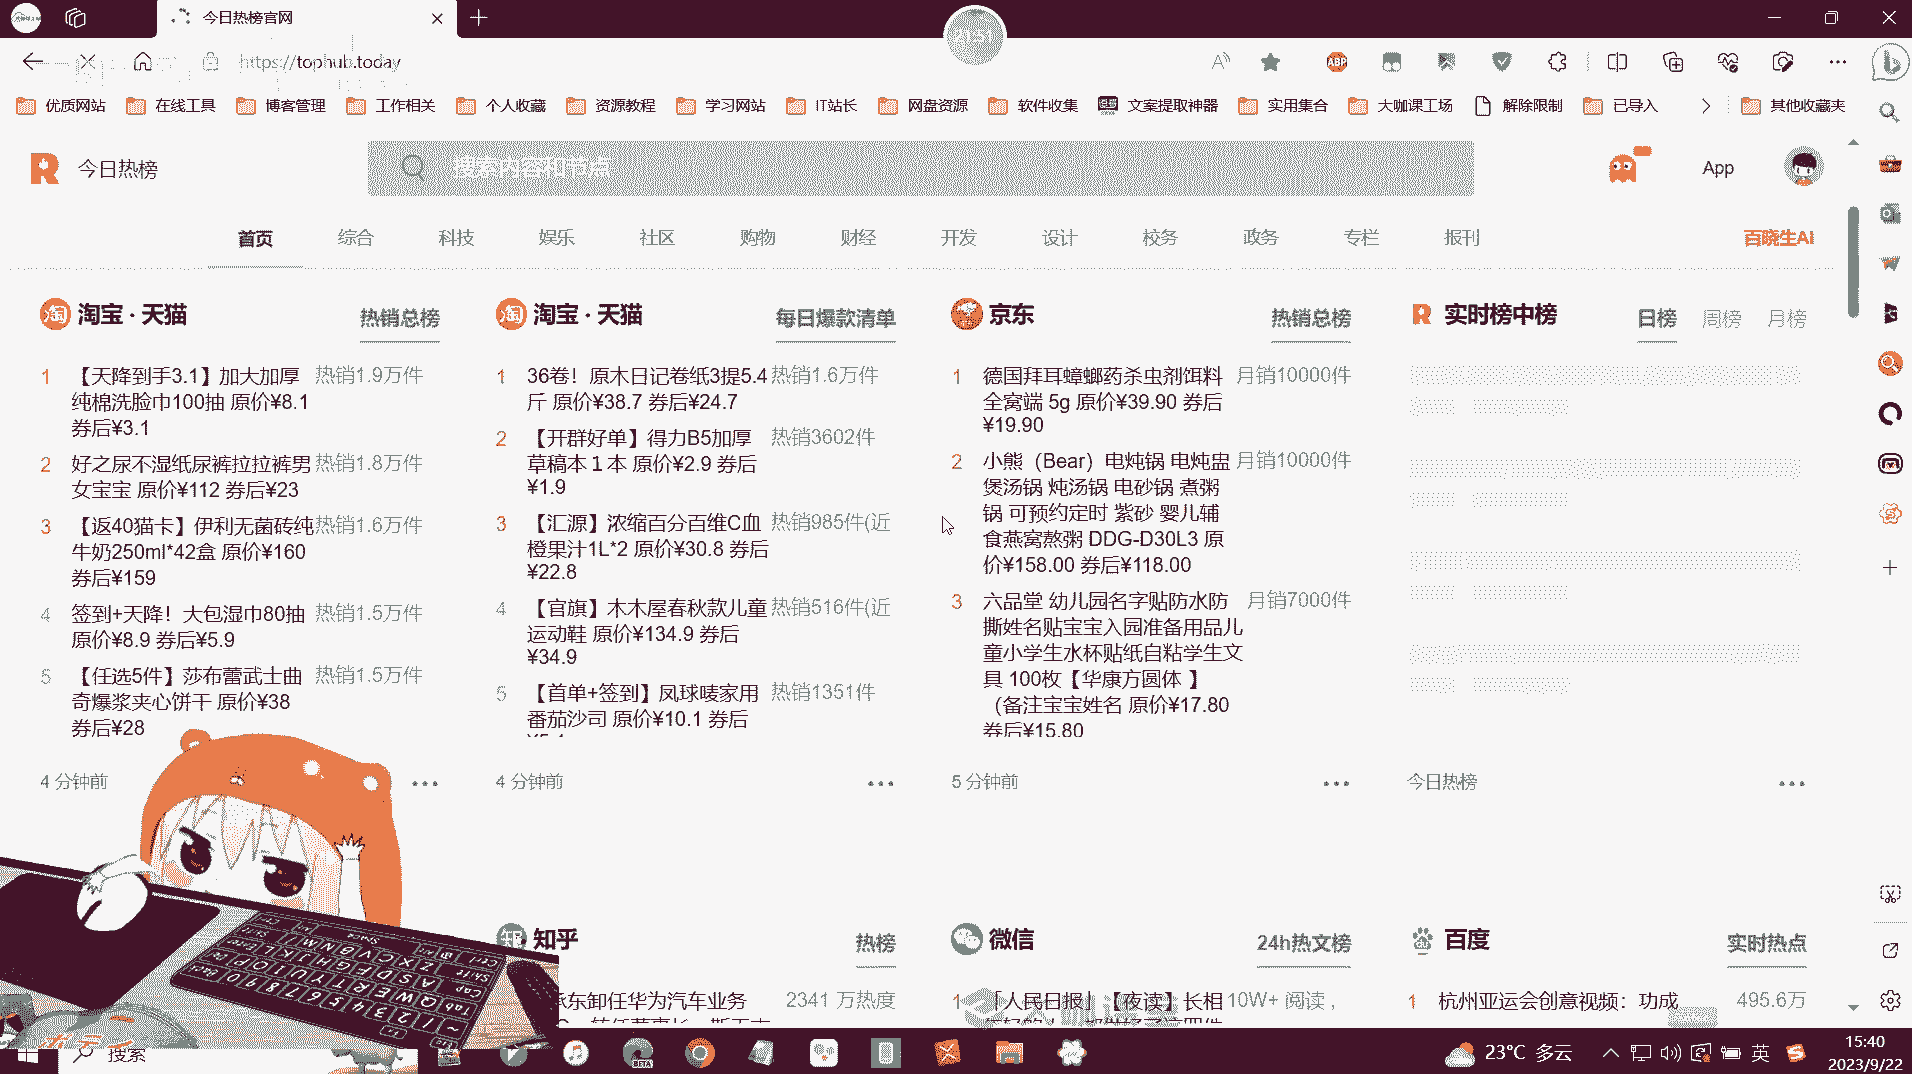 今日热榜官网
https://tophub.today
ABP
优质网站
在线工具
博客管理
工作相关
个人收藏
资源教程
学习网站
IT站长
网盘资源
软件收集
文案提取神器
实用集合
大咖课工场
解除限制
已导入
其他收藏夹
今日热榜
搜索内容和节点
App
首页
综合
科技
娱乐
社区
购物
财经
开发
设计
校务
政务
专栏
报刊
百晓生AI
淘宝 · 天猫
热销总榜
1
【天降到手3.1】加大加厚 热销1.9万件
纯棉洗脸巾100抽 原价¥8.1
券后¥3.1
2
好之尿不湿纸尿裤拉拉裤男 热销1.8万件
女宝宝 原价¥112 券后¥23
3
【返40猫卡】伊利无菌砖纯 热销1.6万件
牛奶250ml*42盒 原价¥160
券后¥159
4
签到+天降！大包湿巾80抽 热销1.5万件
原价¥8.9 券后¥5.9
5
【任选5件】莎布蕾武士曲 热销1.5万件
奇爆浆夹心饼干 原价¥38
券后¥28
4 分钟前
淘宝 · 天猫
每日爆款清单
1
36卷！原木日记卷纸3提5.4 热销1.6万件
斤 原价¥38.7 券后¥24.7
2
【开群好单】得力B5加厚 热销3602件
草稿本１本 原价¥2.9 券后
¥1.9
3
【汇源】浓缩百分百维C血 热销985件(近
橙果汁1L*2 原价¥30.8 券后
¥22.8
4
【官旗】木木屋春秋款儿童 热销516件(近
运动鞋 原价¥134.9 券后
¥34.9
5
【首单+签到】凤球唛家用 热销1351件
番茄沙司 原价¥10.1 券后
4 分钟前
京东
热销总榜
1
德国拜耳蟑螂药杀虫剂饵料 月销10000件
全窝端 5g 原价¥39.90 券后
¥19.90
2
小熊（Bear）电炖锅 电炖盅 月销10000件
煲汤锅 炖汤锅 电砂锅 煮粥
锅 可预约定时 紫砂 婴儿辅
食燕窝熬粥 DDG-D30L3 原
价¥158.00 券后¥118.00
3
六品堂 幼儿园名字贴防水防 月销7000件
撕姓名贴宝宝入园准备用品儿
童小学生水杯贴纸自粘学生文
具 100枚【华康方圆体 】
（备注宝宝姓名 原价¥17.80
券后¥15.80
5 分钟前
实时榜中榜
日榜
周榜
月榜
今日热榜
知乎
热榜
东卸任华为汽车业务 2341 万热度
微信
24h热文榜
1
「人民日报」【夜读】长相 10W+ 阅读，
百度
实时热点
1
杭州亚运会创意视频：功成 495.6万
搜索
BETA
23°C 多云
英
15:40
2023/9/22